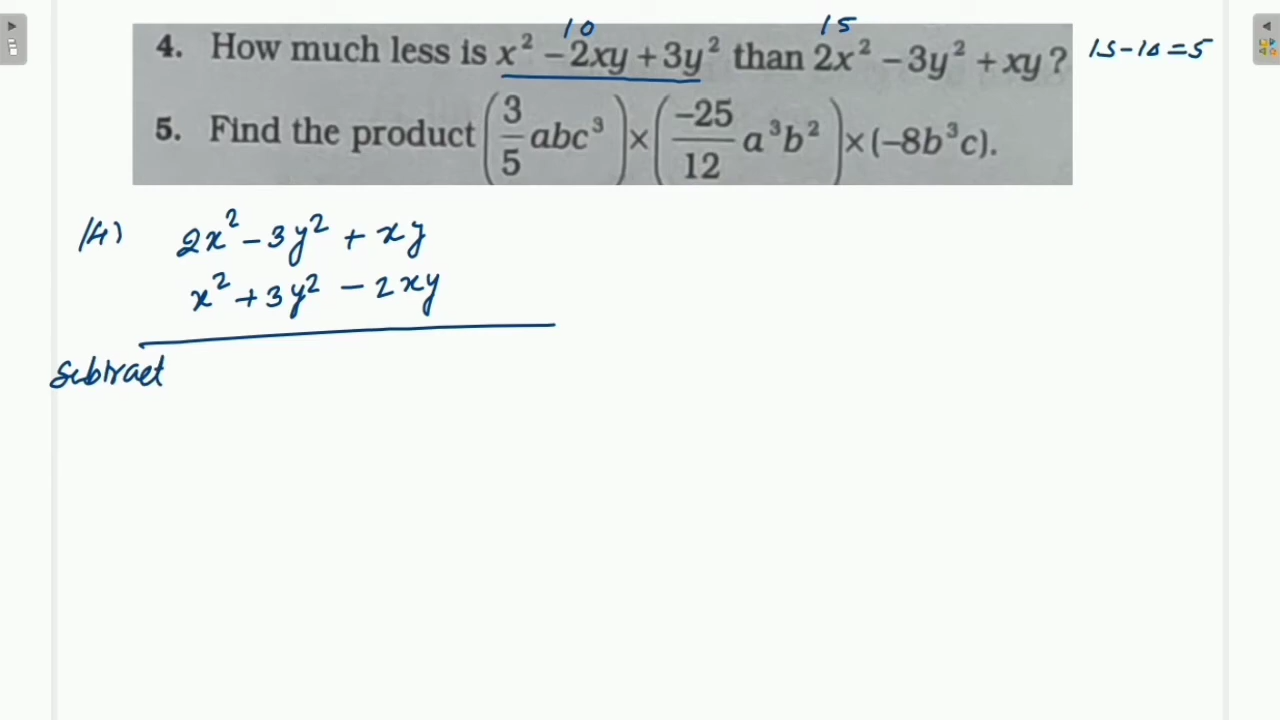 10 15
4. How much less is x² – 2xy + 3y² than 2x² – 3y² + xy ? 15-10=5
5. Find the product (3/5 abc³) × (–25/12 a³b²) × (–8b³c).
(4) 2x² - 3y² + xy
x² + 3y² - 2xy
Subtract